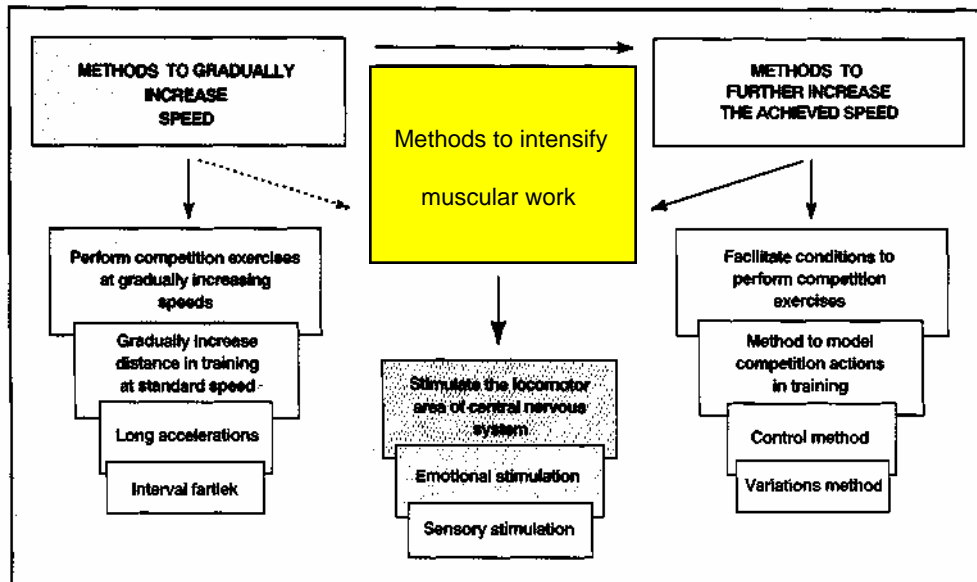 METHODS TO GRADUALLY
INCREASE
SPEED
Methods to intensify
muscular work
METHODS TO
FURTHER INCREASE
THE ACHIEVED SPEED
Perform competition exercises
at gradually increasing
speeds
Gradually increase
distance in training
at standard speed
Long accelerations
Interval fartlek
Stimulate the locomotor
area of central nervous
system
Emotional stimulation
Sensory stimulation
Facilitate conditions to
perform competition
exercises
Method to model
competition actions
in training
Control method
Variations method